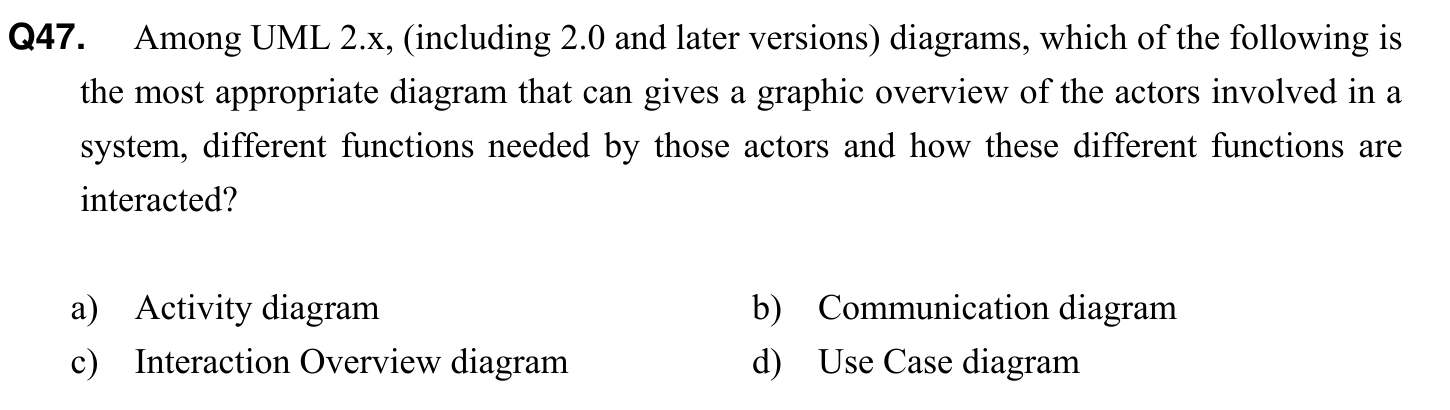 Q47. Among UML 2.x, (including 2.0 and later versions) diagrams, which of the following is
the most appropriate diagram that can gives a graphic overview of the actors involved in a
system, different functions needed by those actors and how these different functions are
interacted?
a) Activity diagram b) Communication diagram
c) Interaction Overview diagram d) Use Case diagram